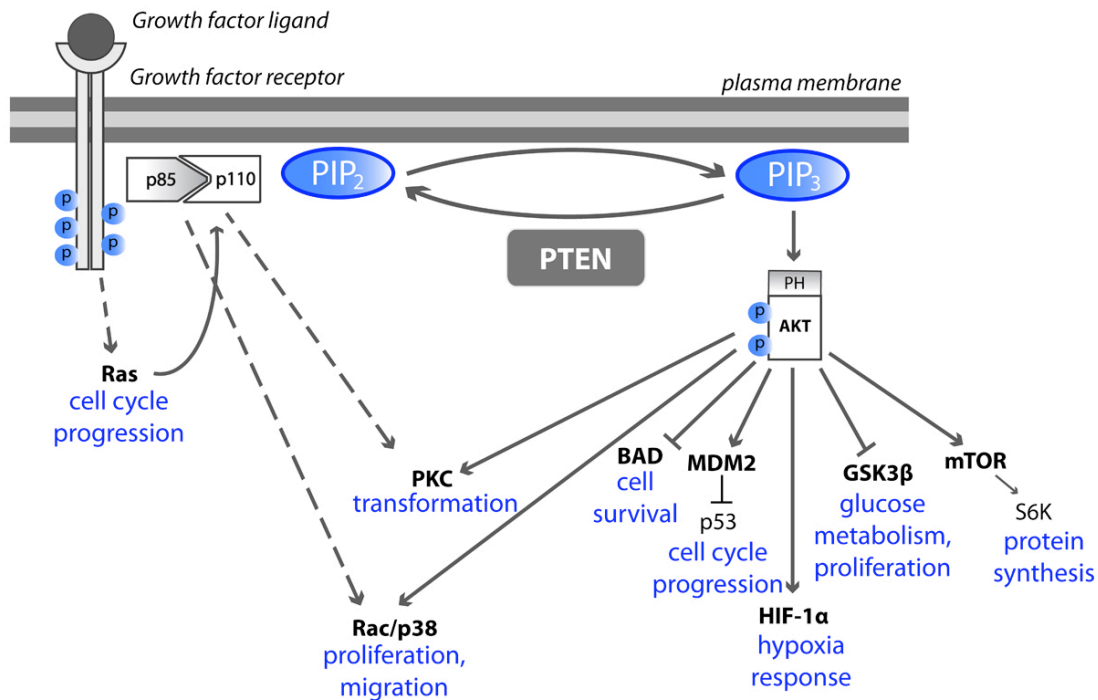 Growth factor ligand
Growth factor receptor
plasma membrane
p85
p110
PIP2
PIP3
p
p
p
p
p
PTEN
PH
AKT
p
p
Ras
cell cycle
progression
PKC
transformation
BAD
cell
survival
MDM2
p53
cell cycle
progression
GSK3β
glucose
metabolism,
proliferation
mTOR
S6K
protein
synthesis
Rac/p38
proliferation,
migration
HIF-1α
hypoxia
response